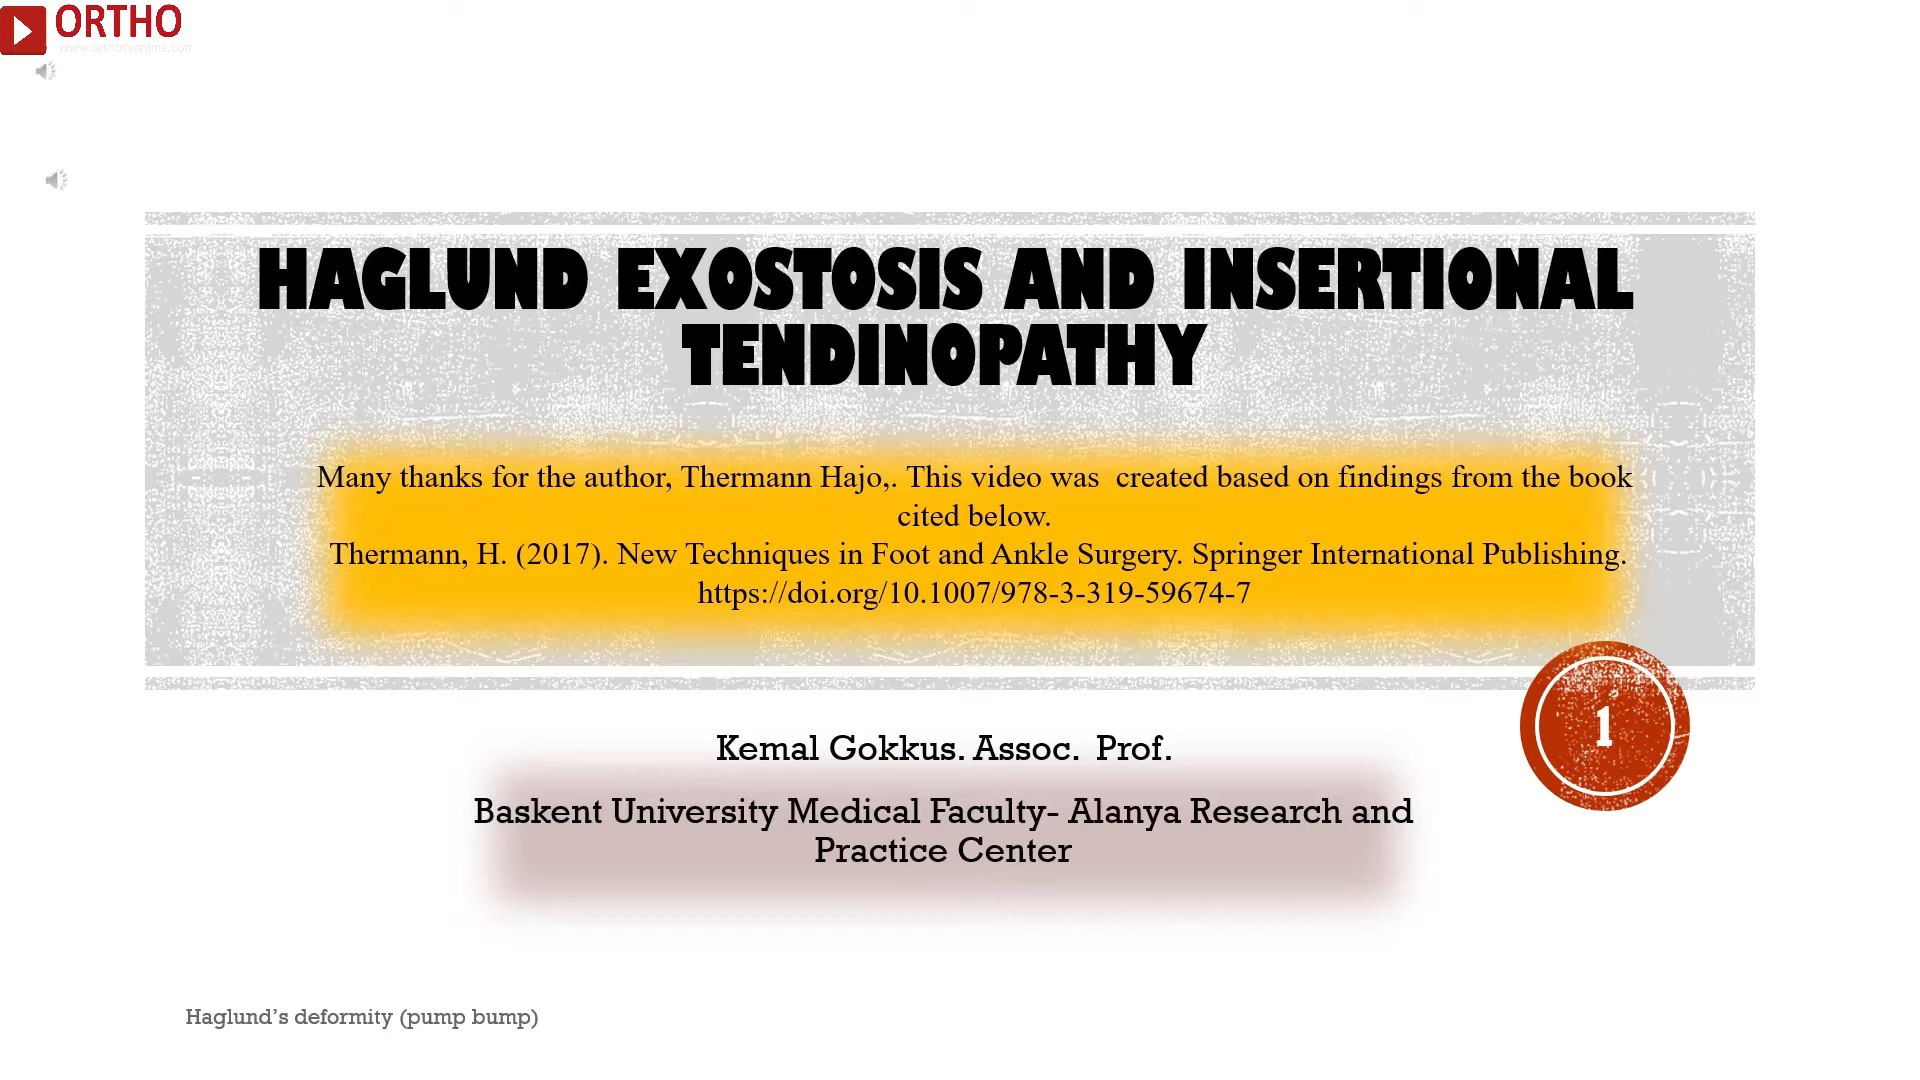 ORTHO
www.orthotvonline.com
HAGLUND EXOSTOSIS AND INSERTIONAL
TENDINOPATHY
Many thanks for the author, Thermann Hajo,. This video was  created based on findings from the book
cited below.
Thermann, H. (2017). New Techniques in Foot and Ankle Surgery. Springer International Publishing.
https://doi.org/10.1007/978-3-319-59674-7
1
Kemal Gokkus. Assoc.  Prof.
Baskent University Medical Faculty- Alanya Research and
Practice Center
Haglund’s deformity (pump bump)